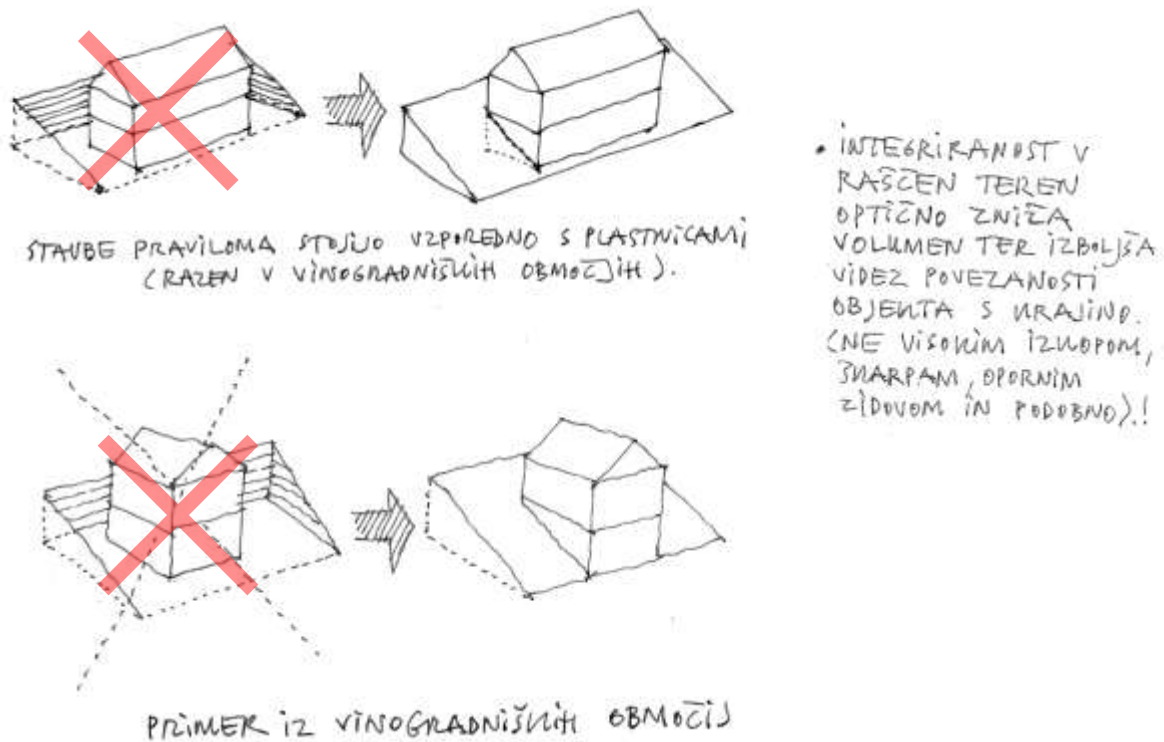 STAVBE PRAVILOMA STOJIJO VZPOREDNO S PLASTNICAMI
(RAZEN V VINOGRADNIŠKIH OBMOČJIH).
• INTEGRIRANOST V
RAŠČEN TEREN
OPTIČNO ZNIŽA
VOLUMEN TER IZBOLJŠA
VIDEZ POVEZANOSTI
OBJEKTA S KRAJINO.
(NE VISOKIM IZKOPOM,
ŠKARPAM, OPORNIM
ZIDOVOM IN PODOBNO).!
PRIMER IZ VINOGRADNIŠKIH OBMOČIJ